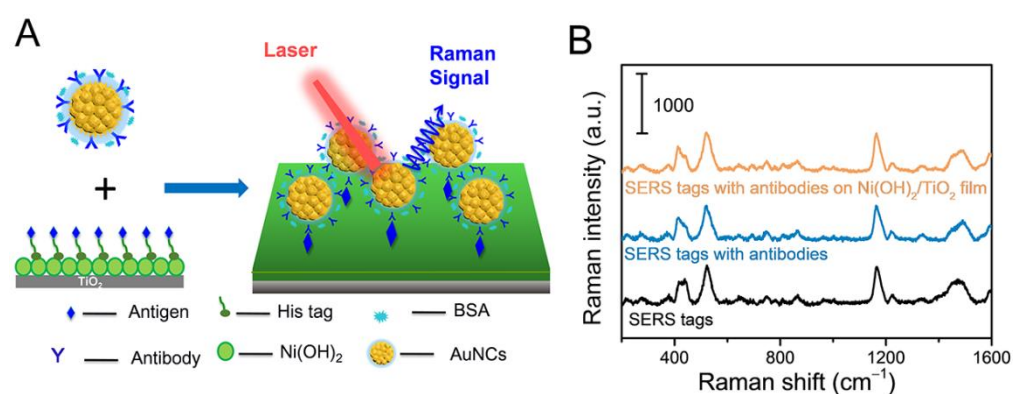 A
Laser
Raman
Signal
+
TiO₂
Antigen
His tag
BSA
Antibody
Ni(OH)₂
AuNCs
B
Raman intensity (a.u.)
1000
SERS tags with antibodies on Ni(OH)₂/TiO₂ film
SERS tags with antibodies
SERS tags
400
800
1200
1600
Raman shift (cm⁻¹)